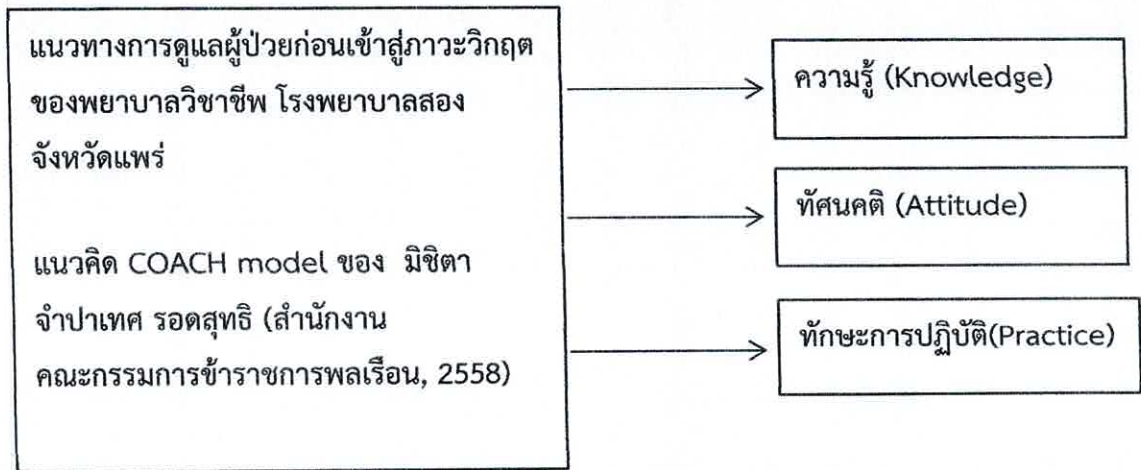 แนวทางการดูแลผู้ป่วยก่อนเข้าสู่ภาวะวิกฤต
ของพยาบาลวิชาชีพ โรงพยาบาลสอง
จังหวัดแพร่
แนวคิด COACH model ของ มิชิตา
จำปาเทศ รอดสุทธิ (สำนักงาน
คณะกรรมการข้าราชการพลเรือน, 2558)
ความรู้ (Knowledge)
ทัศนคติ (Attitude)
ทักษะการปฏิบัติ(Practice)